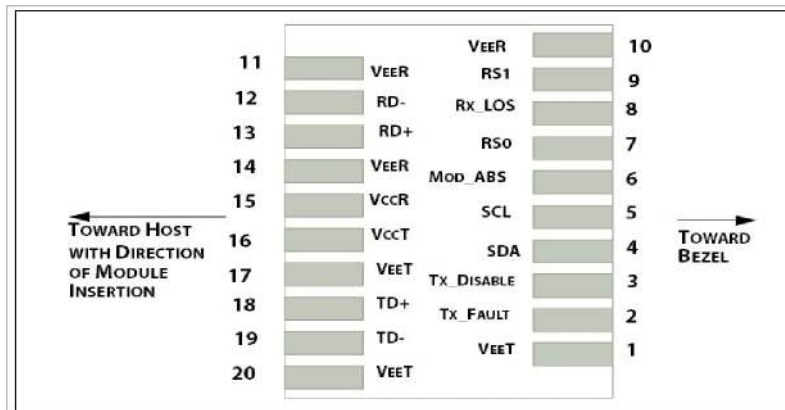 11 VEER
12 RD-
13 RD+
14 VEER
15 VCCR
16 VCCT
17 VEET
18 TD+
19 TD-
20 VEET
VEER 10
RS1 9
RX_LOS 8
RS0 7
MOD_ABS 6
SCL 5
SDA 4
TX_DISABLE 3
TX_FAULT 2
VEET 1
TOWARD HOST
WITH DIRECTION
OF MODULE
INSERTION
TOWARD
BEZEL